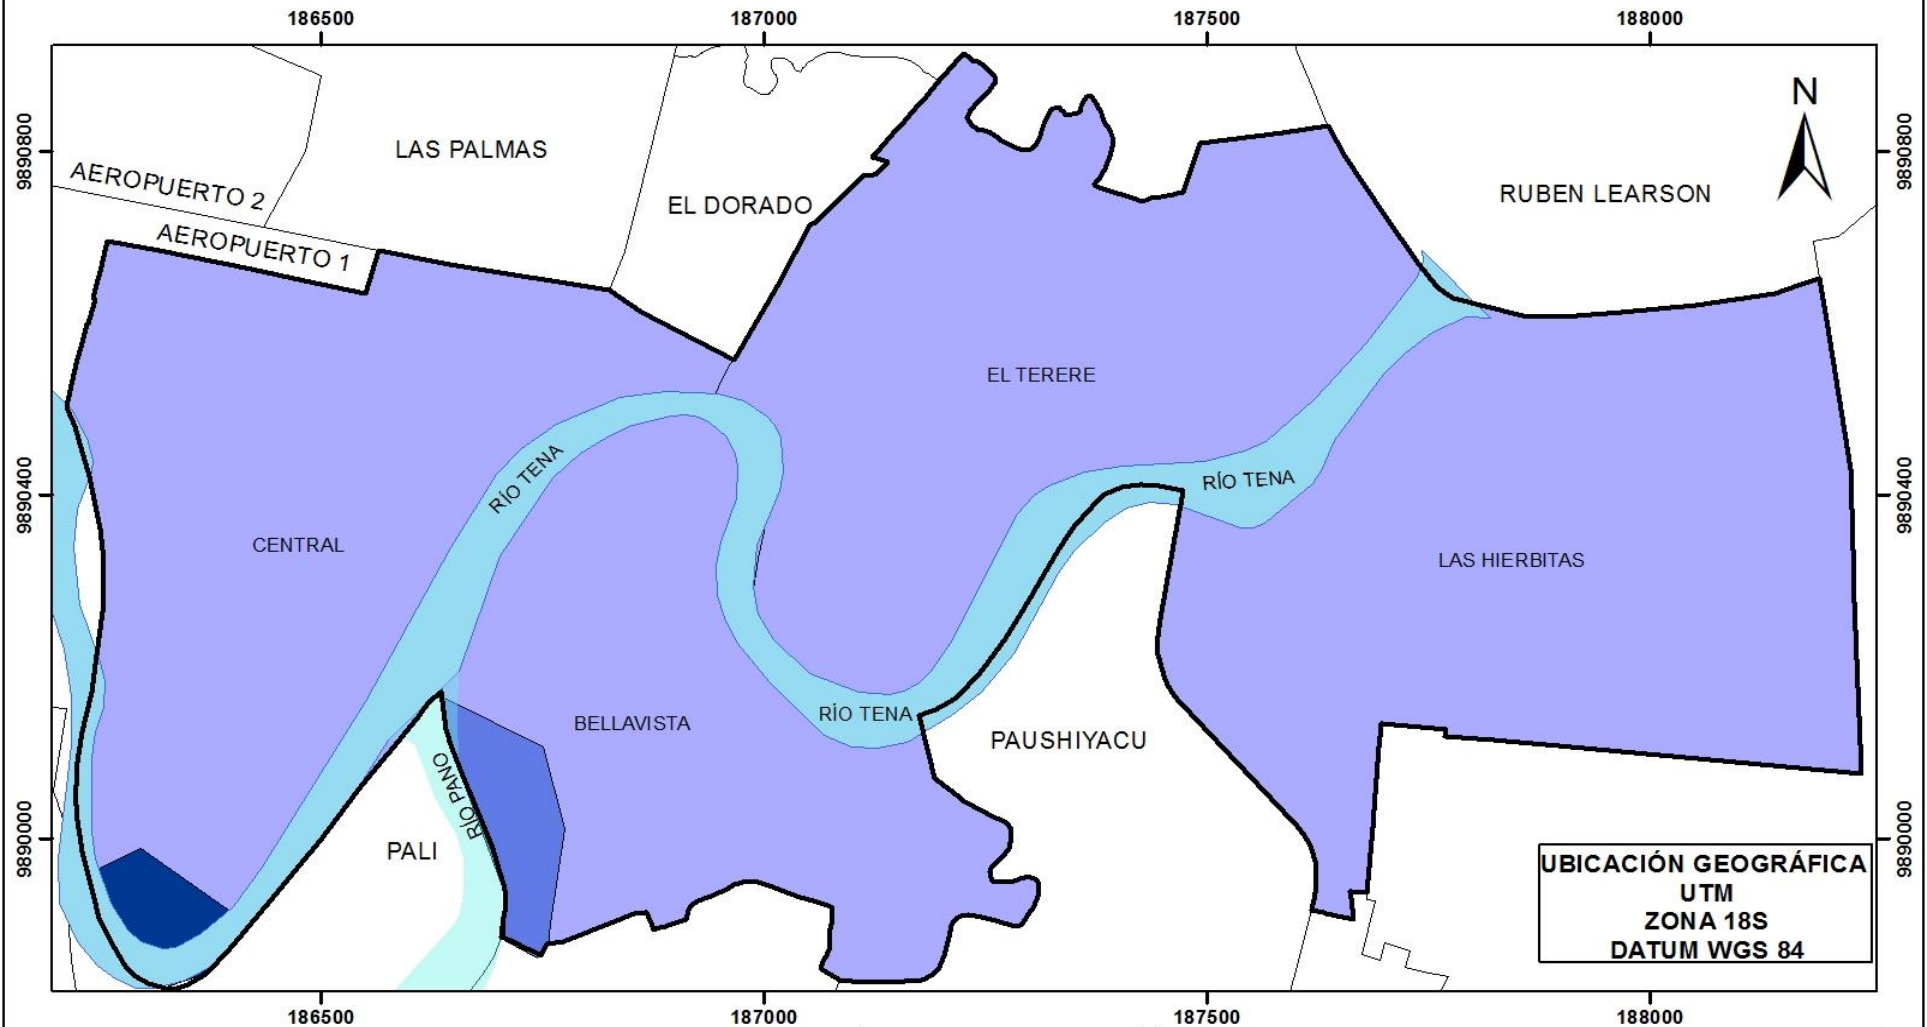 186500
187000
187500
188000
9890800
9890800
N
LAS PALMAS
AEROPUERTO 2
EL DORADO
RUBEN LEARSON
AEROPUERTO 1
EL TERERE
9890400
RÍO TENA
RÍO TENA
9890400
CENTRAL
LAS HIERBITAS
BELLAVISTA
RÍO TENA
PAUSHIYACU
RÍO PANO
9890000
PALI
9890000
UBICACIÓN GEOGRÁFICA
UTM
ZONA 18S
DATUM WGS 84
186500
187000
187500
188000